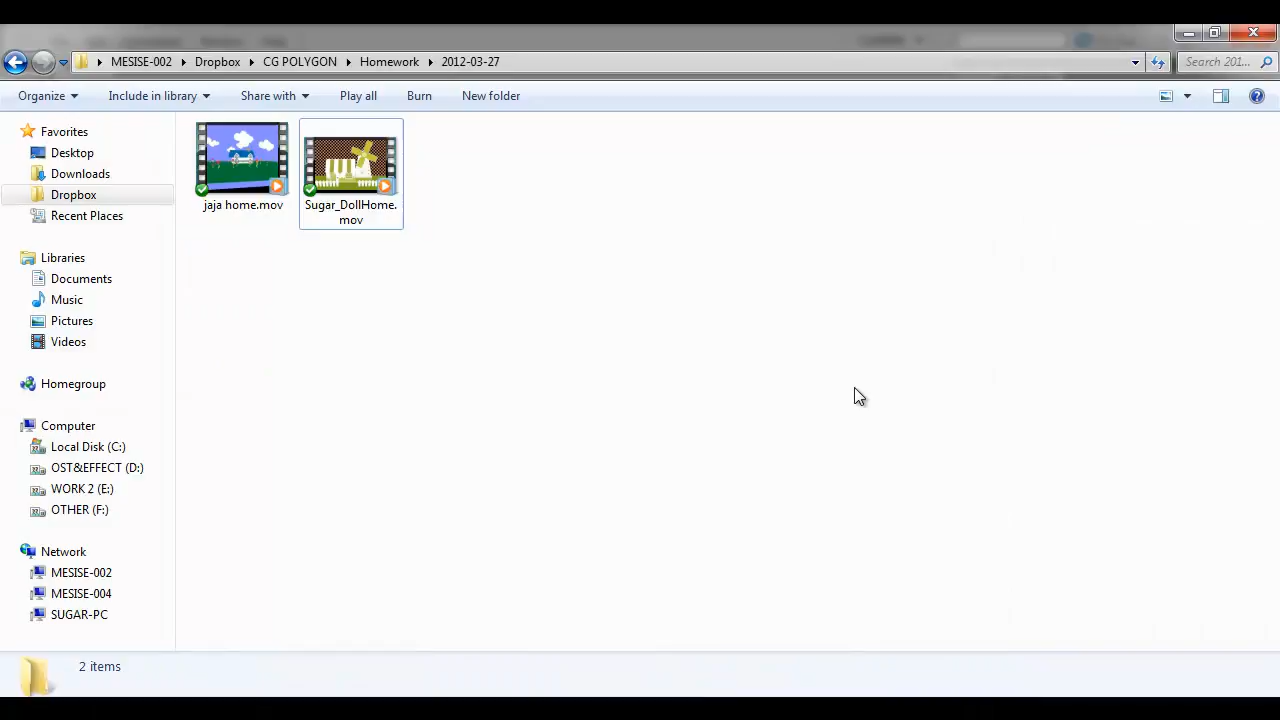 MESISE-002 Dropbox CG POLYGON Homework 2012-03-27 Search 201...
Organize Include in library Share with Play all Burn New folder
Favorites
Desktop
Downloads
Dropbox
Recent Places
Libraries
Documents
Music
Pictures
Videos
Homegroup
Computer
Local Disk (C:)
OST&EFFECT (D:)
WORK 2 (E:)
OTHER (F:)
Network
MESISE-002
MESISE-004
SUGAR-PC
jaja home.mov
Sugar_DollHome.
mov
2 items